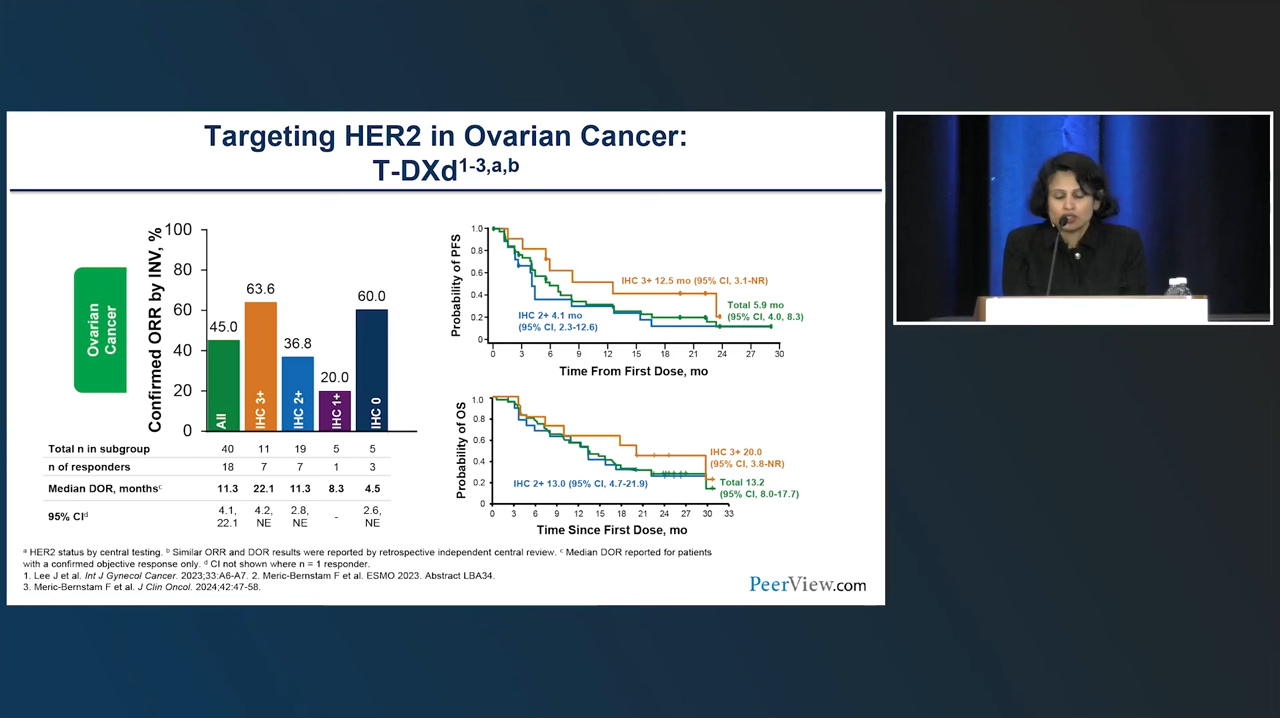 Targeting HER2 in Ovarian Cancer:
T-DXd1-3,a,b
Ovarian
Cancer
Confirmed ORR by INV, %
100
80
60
40
20
0
45.0
63.6
36.8
20.0
60.0
All
IHC 3+
IHC 2+
IHC 1+
IHC 0
Total n in subgroup 40 11 19 5 5
n of responders 18 7 7 1 3
Median DOR, monthsc 11.3 22.1 11.3 8.3 4.5
95% CId 4.1, 22.1 4.2, NE 2.8, NE - 2.6, NE
Probability of PFS
1.0
0.8
0.6
0.4
0.2
0
IHC 3+ 12.5 mo (95% CI, 3.1-NR)
Total 5.9 mo
(95% CI, 4.0, 8.3)
IHC 2+ 4.1 mo
(95% CI, 2.3-12.6)
0 3 6 9 12 15 18 21 24 27 30
Time From First Dose, mo
Probability of OS
1.0
0.8
0.6
0.4
0.2
0
IHC 3+ 20.0
(95% CI, 3.8-NR)
IHC 2+ 13.0 (95% CI, 4.7-21.9)
Total 13.2
(95% CI, 8.0-17.7)
0 3 6 9 12 15 18 21 24 27 30 33
Time Since First Dose, mo
a HER2 status by central testing. b Similar ORR and DOR results were reported by retrospective independent central review. c Median DOR reported for patients
with a confirmed objective response only. d CI not shown where n = 1 responder.
1. Lee J et al. Int J Gynecol Cancer. 2023;33:A6-A7. 2. Meric-Bernstam F et al. ESMO 2023. Abstract LBA34.
3. Meric-Bernstam F et al. J Clin Oncol. 2024;42:47-58.
PeerView.com